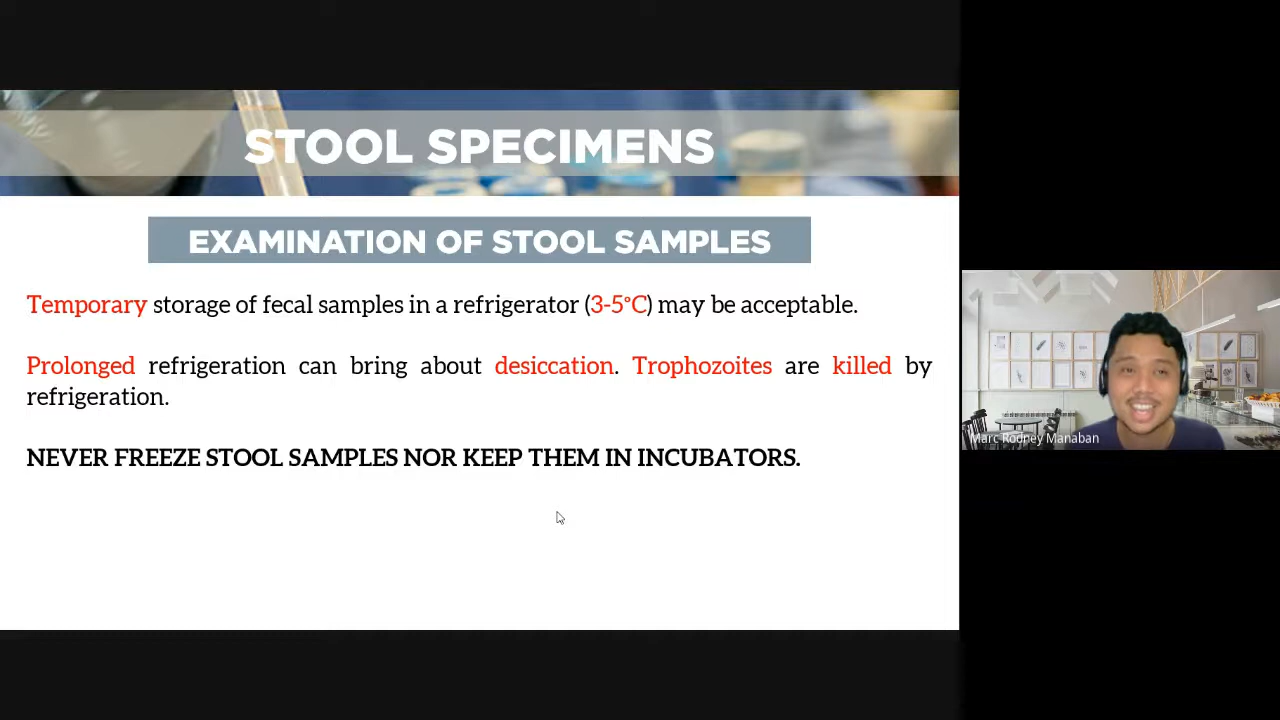 STOOL SPECIMENS
EXAMINATION OF STOOL SAMPLES
Temporary storage of fecal samples in a refrigerator (3-5°C) may be acceptable.
Prolonged refrigeration can bring about desiccation. Trophozoites are killed by
refrigeration.
NEVER FREEZE STOOL SAMPLES NOR KEEP THEM IN INCUBATORS.
Marc Rodney Manaban